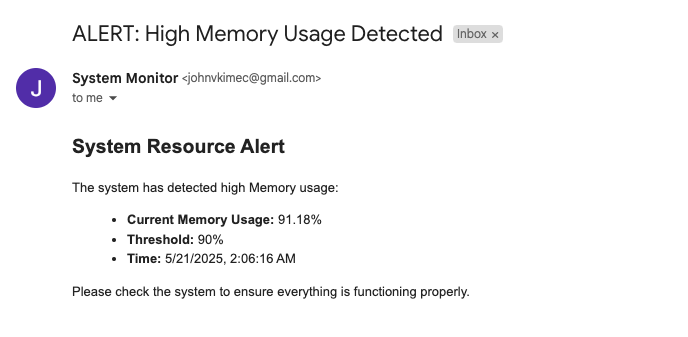 ALERT: High Memory Usage Detected Inbox ×
J
System Monitor <johnvkimec@gmail.com>
to me
System Resource Alert
The system has detected high Memory usage:
• Current Memory Usage: 91.18%
• Threshold: 90%
• Time: 5/21/2025, 2:06:16 AM
Please check the system to ensure everything is functioning properly.